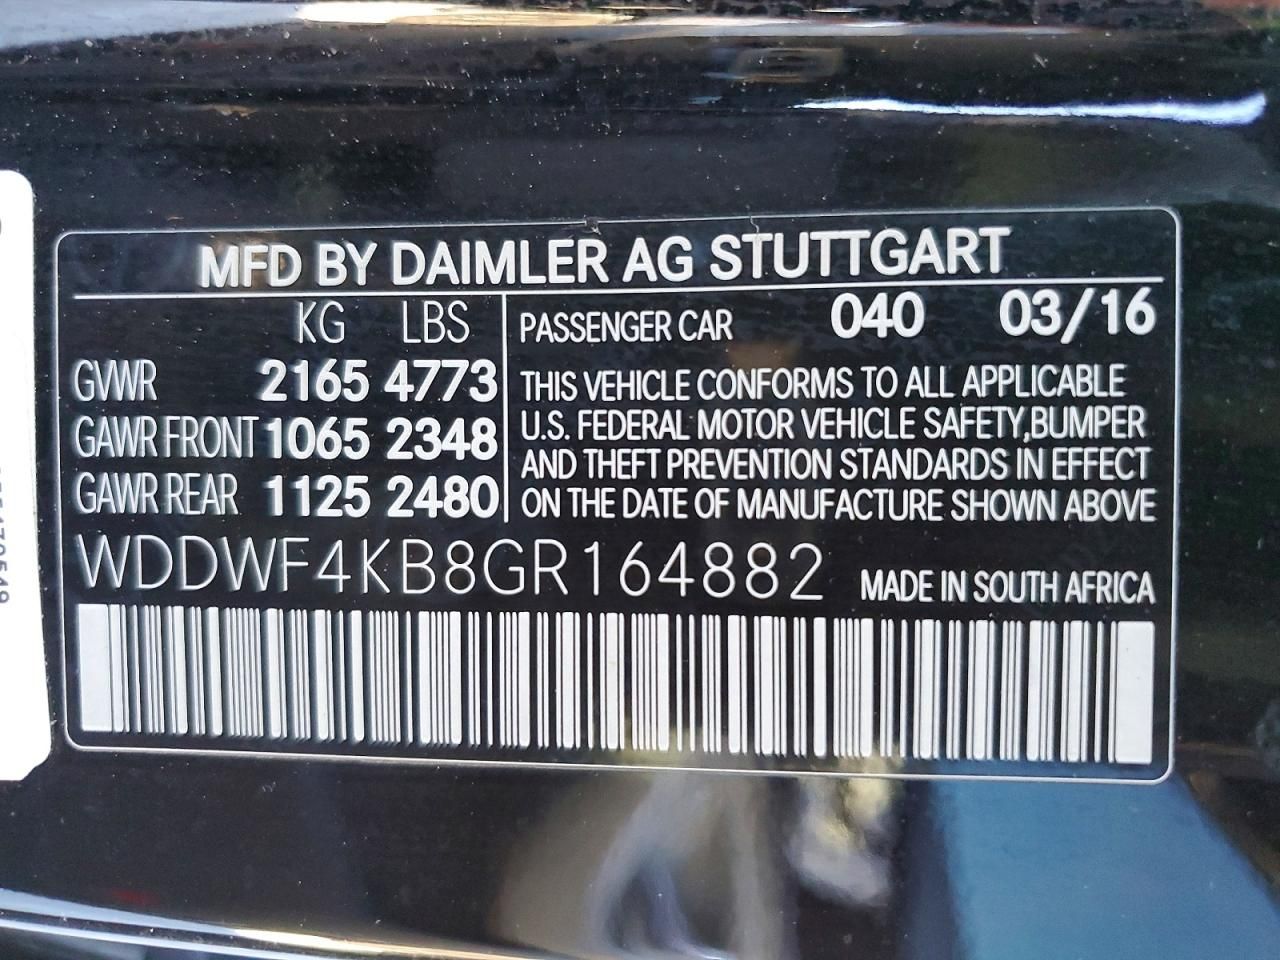 MFD BY DAIMLER AG STUTTGART
KG LBS
GVWR 2165 4773
GAWR FRONT 1065 2348
GAWR REAR 1125 2480
PASSENGER CAR 040 03/16
THIS VEHICLE CONFORMS TO ALL APPLICABLE
U.S. FEDERAL MOTOR VEHICLE SAFETY,BUMPER
AND THEFT PREVENTION STANDARDS IN EFFECT
ON THE DATE OF MANUFACTURE SHOWN ABOVE
WDDWF4KB8GR164882 MADE IN SOUTH AFRICA